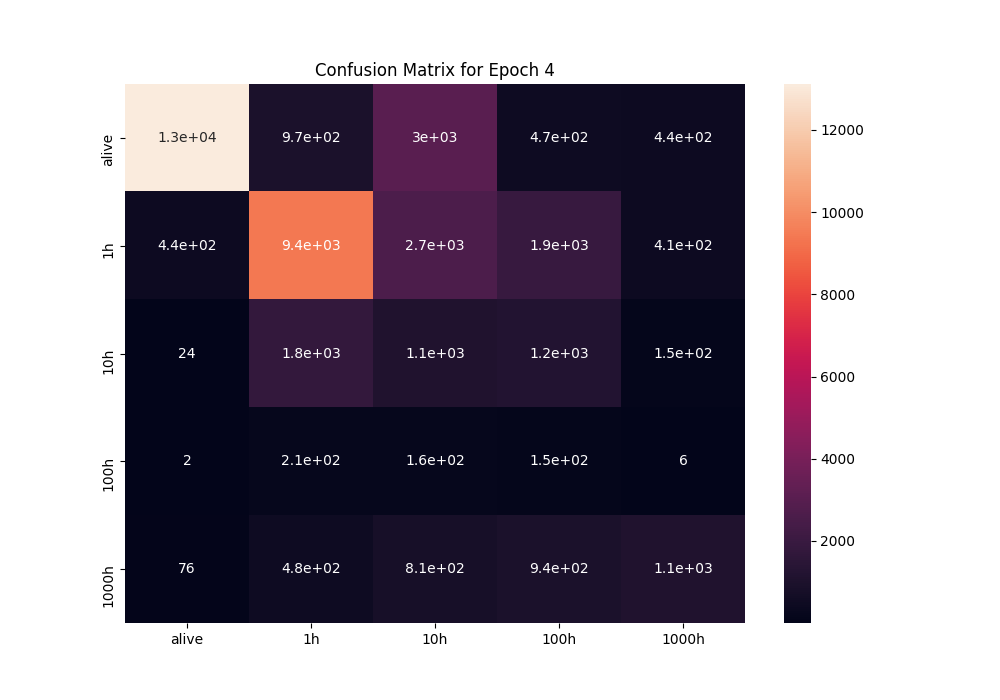 Confusion Matrix for Epoch 4
alive 1.3e+04 9.7e+02 3e+03 4.7e+02 4.4e+02
1h 4.4e+02 9.4e+03 2.7e+03 1.9e+03 4.1e+02
10h 24 1.8e+03 1.1e+03 1.2e+03 1.5e+02
100h 2 2.1e+02 1.6e+02 1.5e+02 6
1000h 76 4.8e+02 8.1e+02 9.4e+02 1.1e+03
alive 1h 10h 100h 1000h
12000
10000
8000
6000
4000
2000